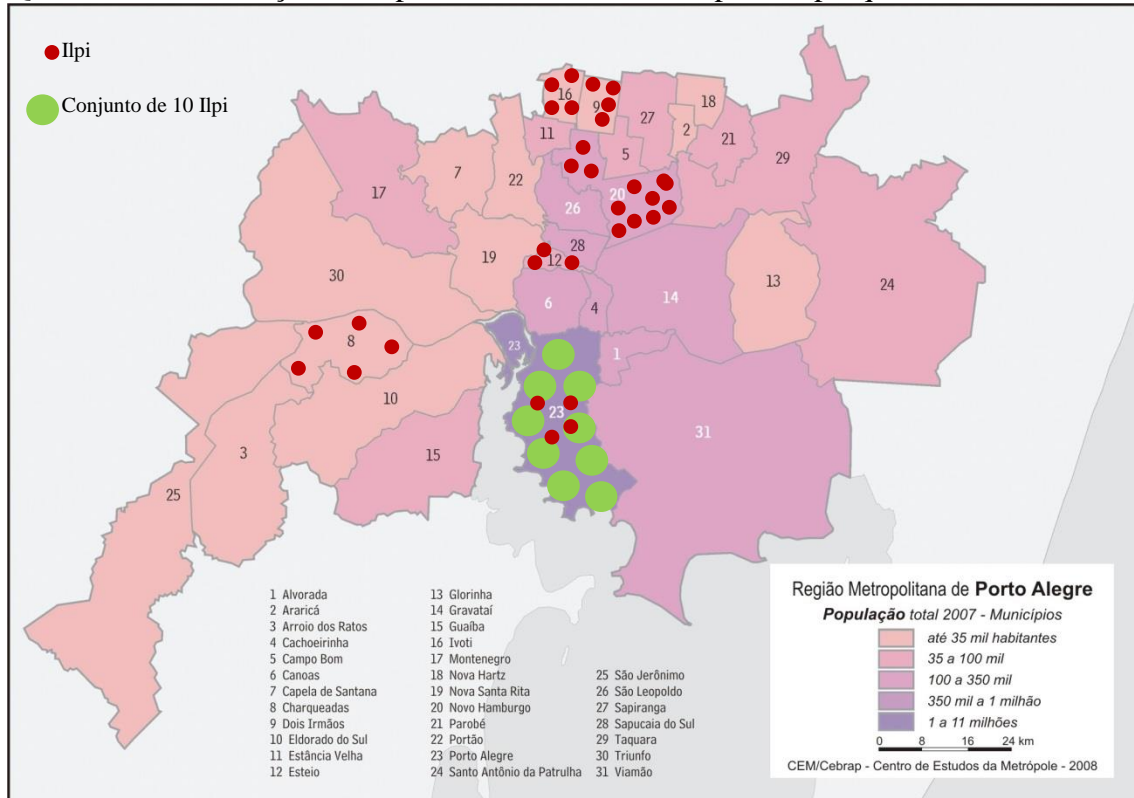 Ilpi
Conjunto de 10 Ilpi
16
9
18
27
2
11
5
21
29
7
17
22
20
26
28
19
12
30
13
24
6
4
14
23
8
1
10
23
31
3
15
25
1 Alvorada
2 Araricá
3 Arroio dos Ratos
4 Cachoeirinha
5 Campo Bom
6 Canoas
7 Capela de Santana
8 Charqueadas
9 Dois Irmãos
10 Eldorado do Sul
11 Estância Velha
12 Esteio
13 Glorinha
14 Gravataí
15 Guaíba
16 Ivoti
17 Montenegro
18 Nova Hartz
19 Nova Santa Rita
20 Novo Hamburgo
21 Parobé
22 Portão
23 Porto Alegre
24 Santo Antônio da Patrulha
25 São Jerônimo
26 São Leopoldo
27 Sapiranga
28 Sapucaia do Sul
29 Taquara
30 Triunfo
31 Viamão
Região Metropolitana de Porto Alegre
População total 2007 - Municípios
até 35 mil habitantes
35 a 100 mil
100 a 350 mil
350 mil a 1 milhão
1 a 11 milhões
0 8 16 24 km
CEM/Cebrap - Centro de Estudos da Metrópole - 2008